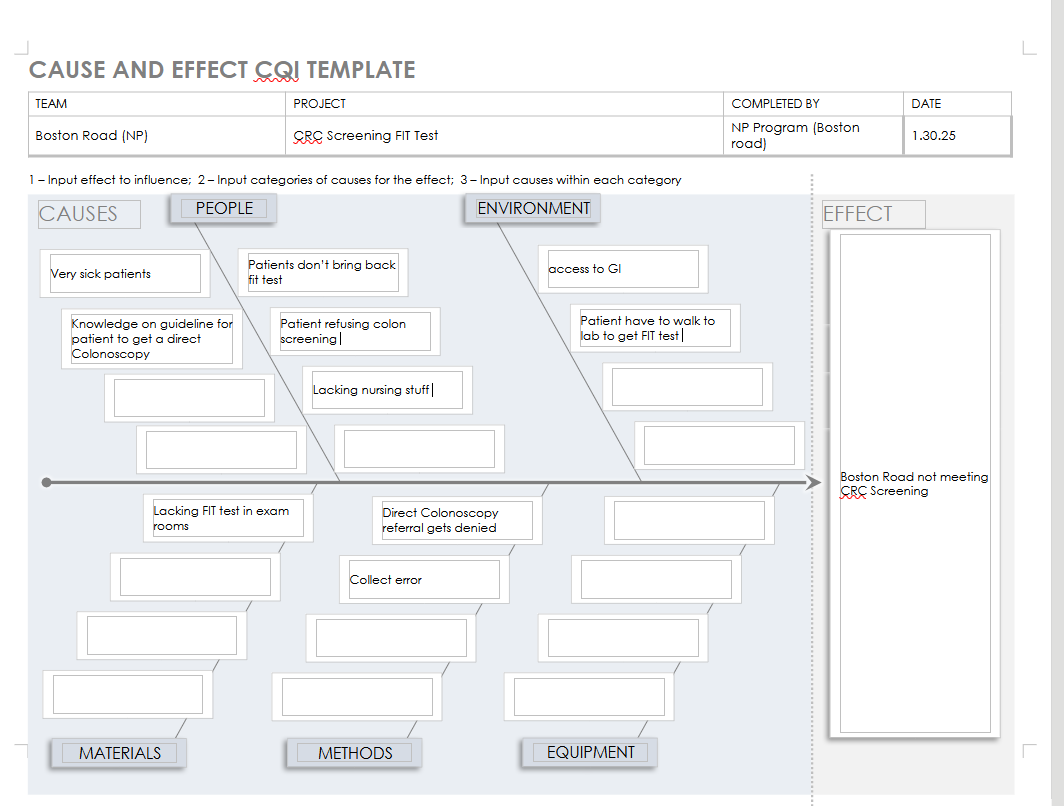 CAUSE AND EFFECT CQI TEMPLATE
TEAM
PROJECT
COMPLETED BY
DATE
Boston Road (NP)
CRC Screening FIT Test
NP Program (Boston
road)
1.30.25
1 – Input effect to influence;  2 – Input categories of causes for the effect;  3 – Input causes within each category
CAUSES
PEOPLE
ENVIRONMENT
EFFECT
Very sick patients
Patients don't bring back
fit test
access to GI
Knowledge on guideline for
patient to get a direct
Colonoscopy
Patient refusing colon
screening
Patient have to walk to
lab to get FIT test
Lacking nursing stuff
Boston Road not meeting
CRC Screening
Lacking FIT test in exam
rooms
Direct Colonoscopy
referral gets denied
Collect error
MATERIALS
METHODS
EQUIPMENT